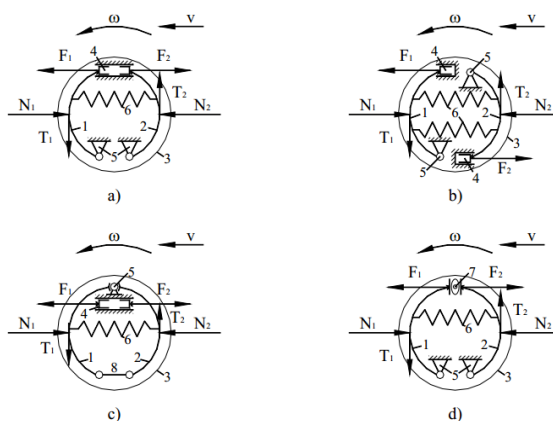 ω v ω v
F₁ 4 F₂ F₁ 4 5
N₁ T₁ 1 6 2 T₂ N₂ N₁ T₁ 1 6 2 T₂ N₂
5 3 5 4 F₂ 3
a) b)
ω v ω v
F₁ 5 F₂ F₁ 7 F₂
4 T₂
N₁ T₁ 1 6 2 N₂ N₁ T₁ 1 6 2 T₂ N₂
8 3 5 3
c) d)